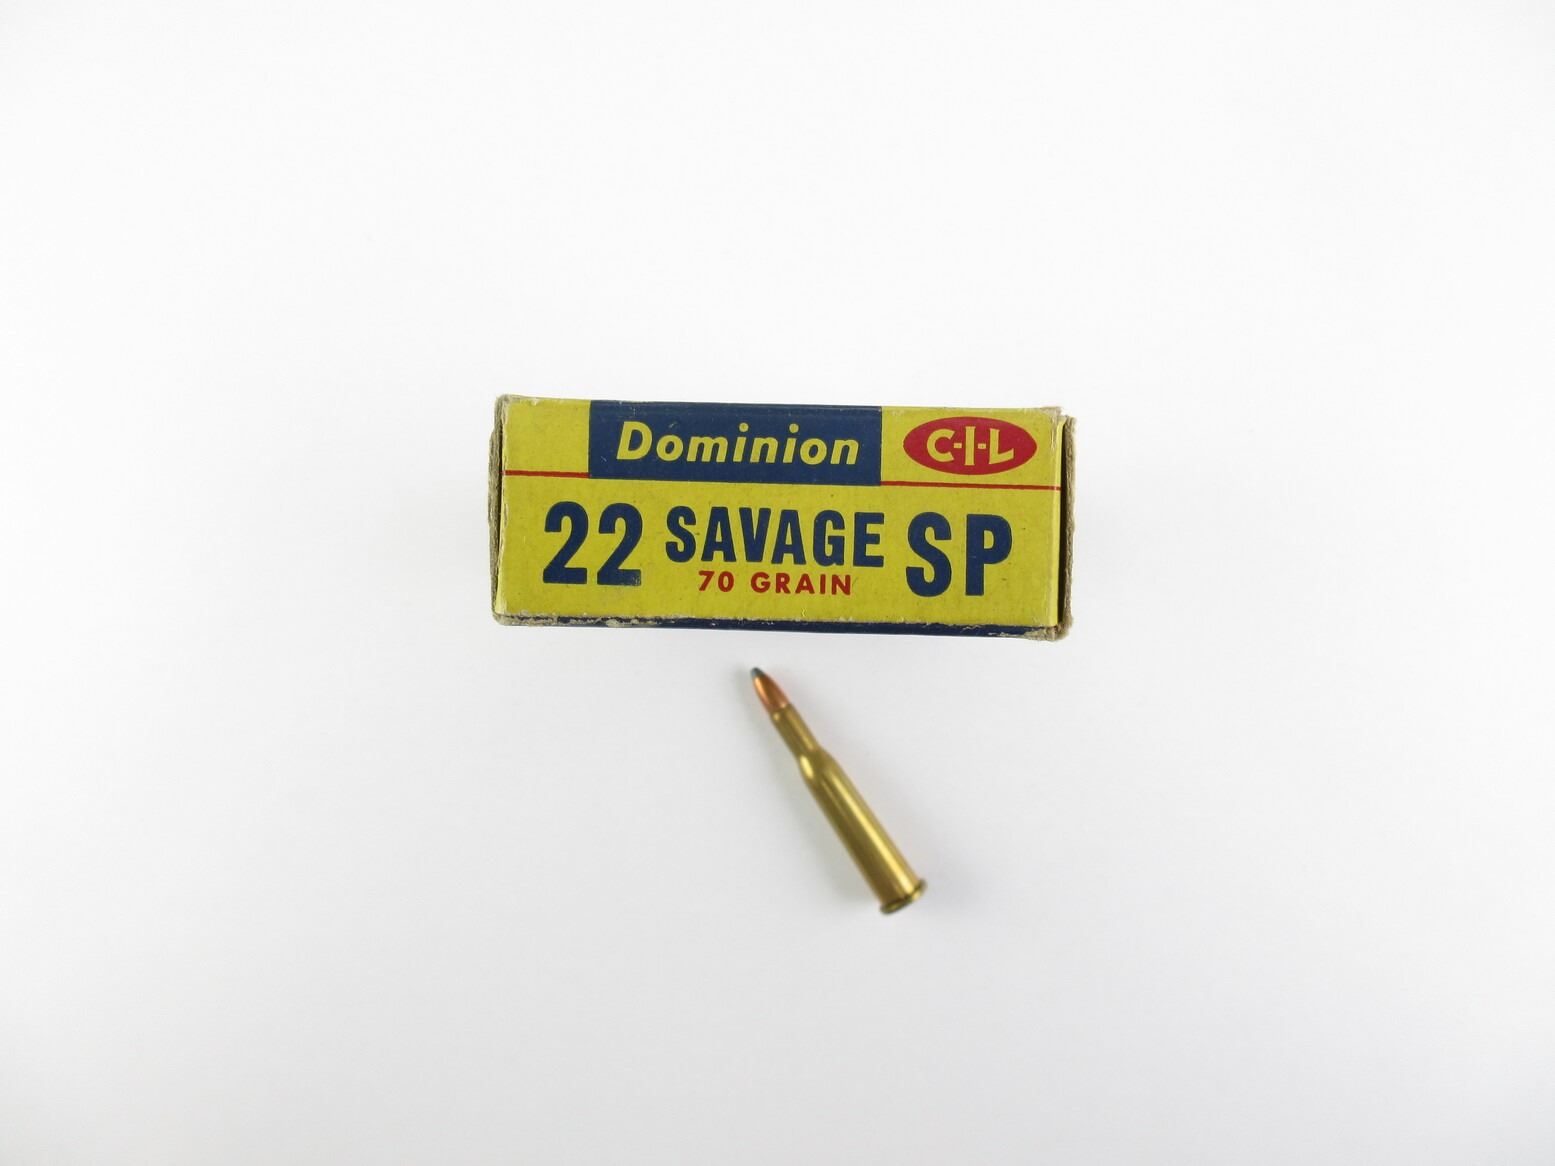 Dominion
C-I-L
22 SAVAGE SP
70 GRAIN